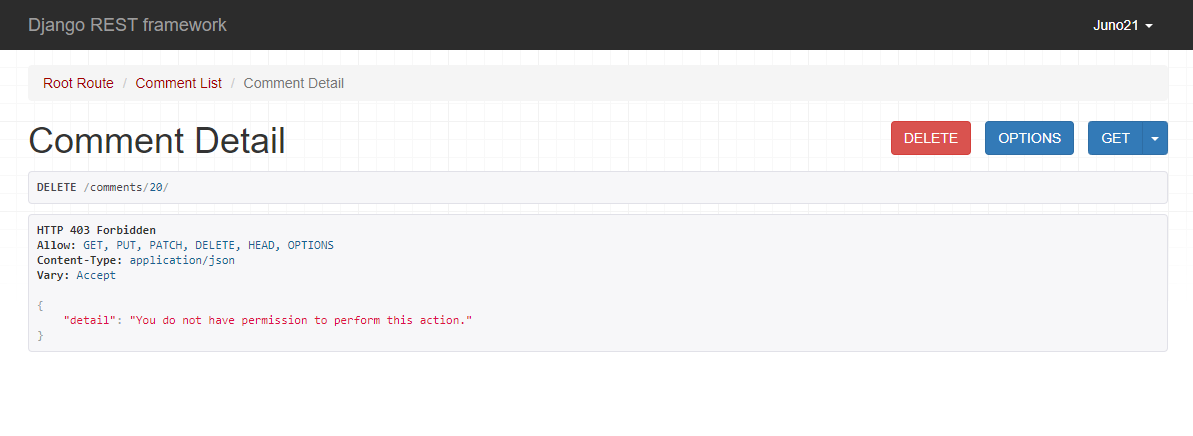 Django REST framework
Juno21
Root Route / Comment List / Comment Detail
Comment Detail
DELETE
OPTIONS
GET
DELETE /comments/20/
HTTP 403 Forbidden
Allow: GET, PUT, PATCH, DELETE, HEAD, OPTIONS
Content-Type: application/json
Vary: Accept
{
    "detail": "You do not have permission to perform this action."
}